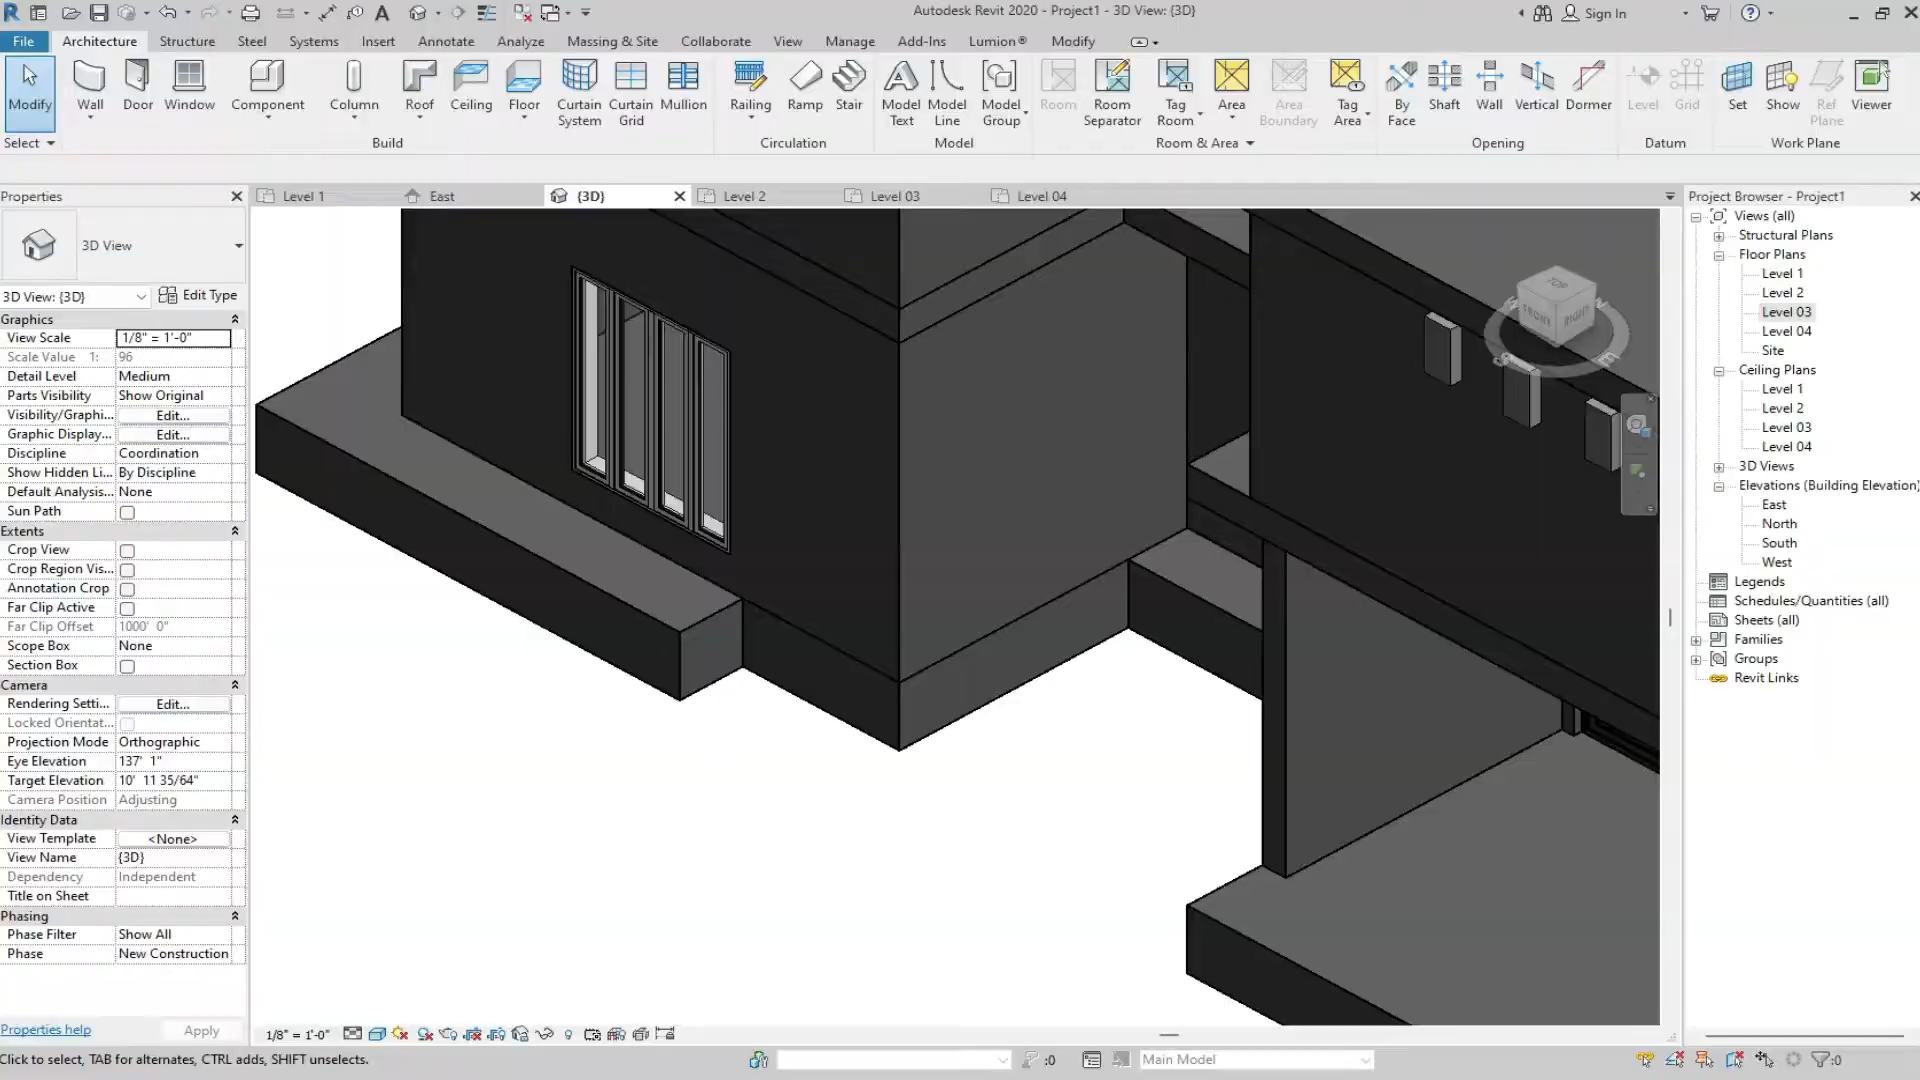 Autodesk Revit 2020 - Project1 - 3D View: {3D}
Sign In
File Architecture Structure Steel Systems Insert Annotate Analyze Massing & Site Collaborate View Manage Add-Ins Lumion® Modify
Modify Wall Door Window Component Column Roof Ceiling Floor Curtain System Curtain Grid Mullion Railing Ramp Stair Model Text Model Line Model Group Room Room Separator Tag Room Area Area Boundary Tag Area By Face Shaft Wall Vertical Dormer Level Grid Set Show Ref Plane Viewer
Select Build Circulation Model Room & Area Opening Datum Work Plane
Properties
Level 1 East {3D} Level 2 Level 03 Level 04
Project Browser - Project1
3D View
3D View: {3D} Edit Type
Graphics
View Scale 1/8" = 1'-0"
Scale Value 1: 96
Detail Level Medium
Parts Visibility Show Original
Visibility/Graphi... Edit...
Graphic Display... Edit...
Discipline Coordination
Show Hidden Li... By Discipline
Default Analysis... None
Sun Path
Extents
Crop View
Crop Region Vis...
Annotation Crop
Far Clip Active
Far Clip Offset 1000' 0"
Scope Box None
Section Box
Camera
Rendering Setti... Edit...
Locked Orientat...
Projection Mode Orthographic
Eye Elevation 137' 1"
Target Elevation 10' 11 35/64"
Camera Position Adjusting
Identity Data
View Template <None>
View Name {3D}
Dependency Independent
Title on Sheet
Phasing
Phase Filter Show All
Phase New Construction
Properties help Apply
TOP
FRONT RIGHT
Views (all)
Structural Plans
Floor Plans
Level 1
Level 2
Level 03
Level 04
Site
Ceiling Plans
Level 1
Level 2
Level 03
Level 04
3D Views
Elevations (Building Elevation)
East
North
South
West
Legends
Schedules/Quantities (all)
Sheets (all)
Families
Groups
Revit Links
1/8" = 1'-0"
Click to select, TAB for alternates, CTRL adds, SHIFT unselects.
:0
Main Model
:0